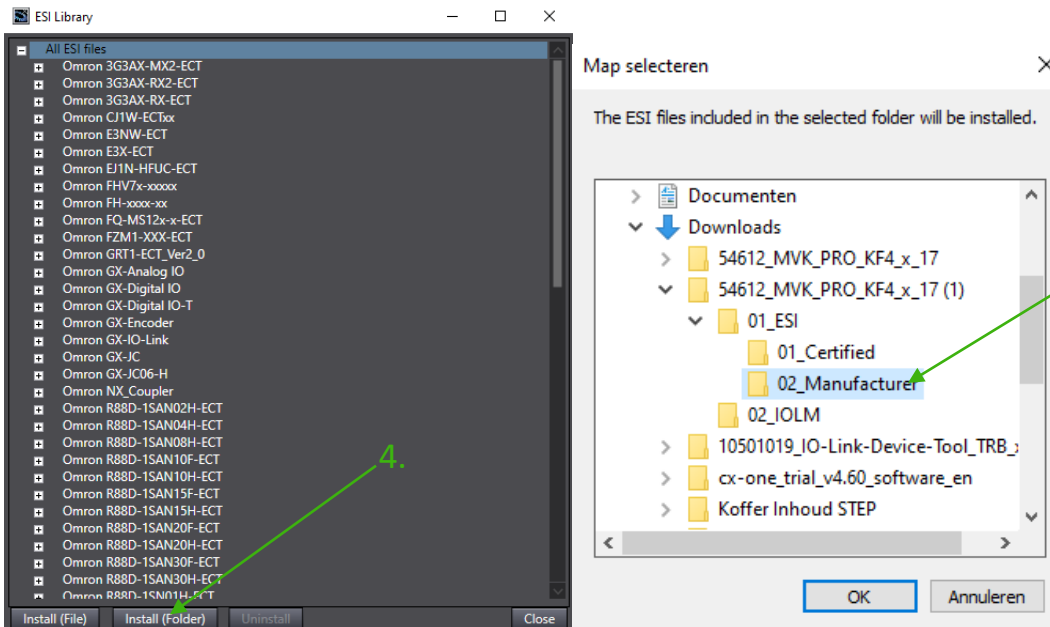 ESI Library
All ESI files
Omron 3G3AX-MX2-ECT
Omron 3G3AX-RX2-ECT
Omron 3G3AX-RX-ECT
Omron CJ1W-ECTxx
Omron E3NW-ECT
Omron E3X-ECT
Omron EJ1N-HFUC-ECT
Omron FHV7x-xxxxx
Omron FH-xxxx-xx
Omron FQ-MS12x-x-ECT
Omron FZM1-XXX-ECT
Omron GRT1-ECT_Ver2_0
Omron GX-Analog IO
Omron GX-Digital IO
Omron GX-Digital IO-T
Omron GX-Encoder
Omron GX-IO-Link
Omron GX-JC
Omron GX-JC06-H
Omron NX_Coupler
Omron R88D-1SAN02H-ECT
Omron R88D-1SAN04H-ECT
Omron R88D-1SAN08H-ECT
Omron R88D-1SAN10F-ECT
Omron R88D-1SAN10H-ECT
Omron R88D-1SAN15F-ECT
Omron R88D-1SAN15H-ECT
Omron R88D-1SAN20F-ECT
Omron R88D-1SAN20H-ECT
Omron R88D-1SAN30F-ECT
Omron R88D-1SAN30H-ECT
Omron R88D-1SN01H-ECT
4.
Install (File) Install (Folder) Uninstall Close
Map selecteren
The ESI files included in the selected folder will be installed.
Documenten
Downloads
54612_MVK_PRO_KF4_x_17
54612_MVK_PRO_KF4_x_17 (1)
01_ESI
01_Certified
02_Manufacturer
02_IOLM
10501019_IO-Link-Device-Tool_TRB_
cx-one_trial_v4.60_software_en
Koffer Inhoud STEP
OK Annuleren